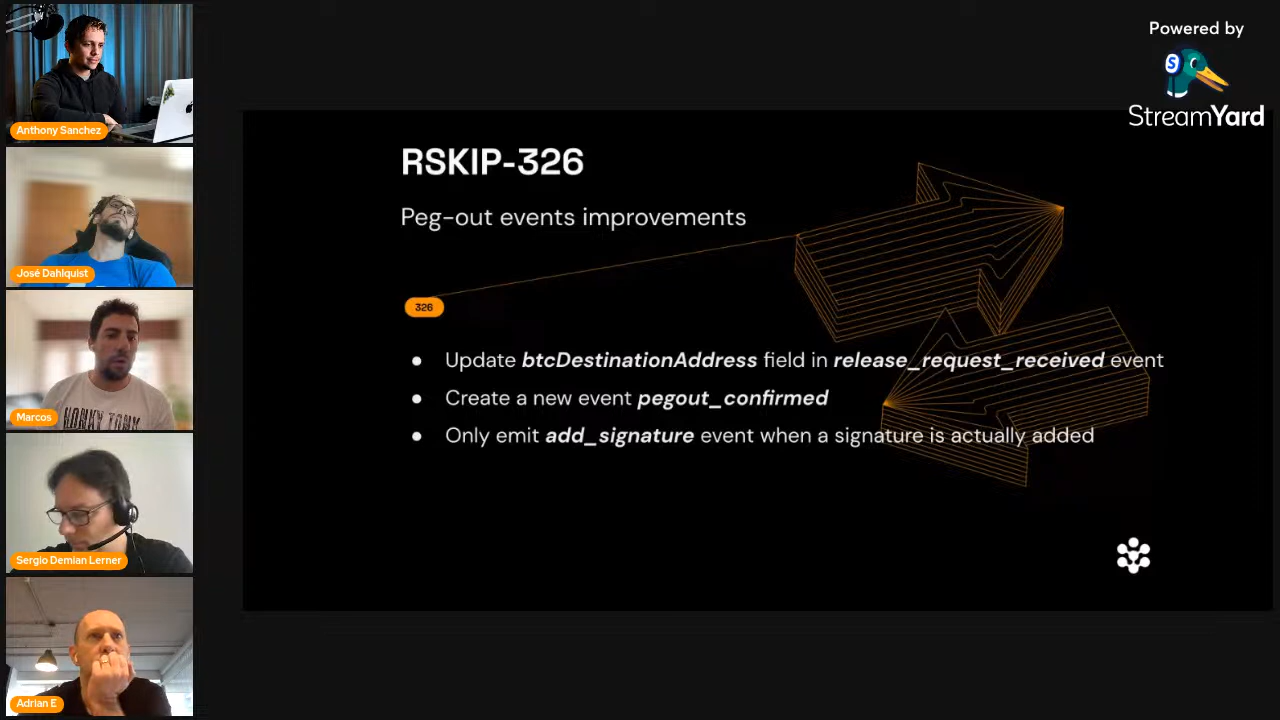 Powered by
StreamYard
Anthony Sanchez
José Dahlquist
Marcos
Sergio Demian Lerner
Adrian E
RSKIP-326
Peg-out events improvements
326
● Update btcDestinationAddress field in release_request_received event
● Create a new event pegout_confirmed
● Only emit add_signature event when a signature is actually added